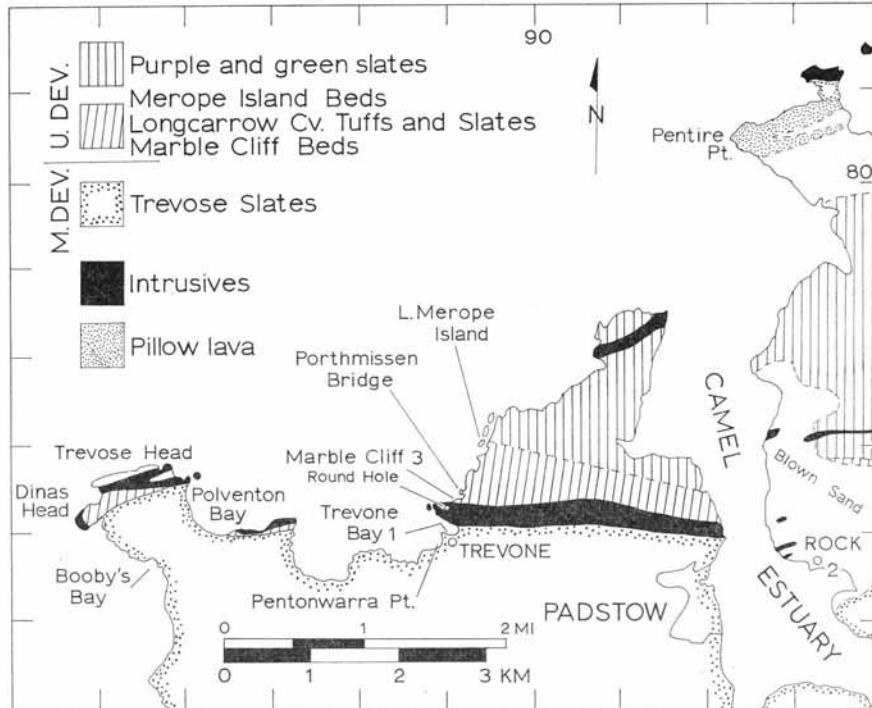 90
U. DEV.
M. DEV.
Purple and green slates
Merope Island Beds
Longcarrow Cv. Tuffs and Slates
Marble Cliff Beds
Trevose Slates
Intrusives
Pillow lava
N
Pentire
Pt.
80
L. Merope
Island
Porthmissen
Bridge
CAMEL
Trevose Head
Marble Cliff 3
Round Hole
Blown Sand
Dinas
Head
Polventon
Bay
Trevone
Bay 1
TREVONE
ROCK
2
Booby's
Bay
Pentonwarra Pt.
PADSTOW
ESTUARY
0 1 2 MI
0 1 2 3 KM